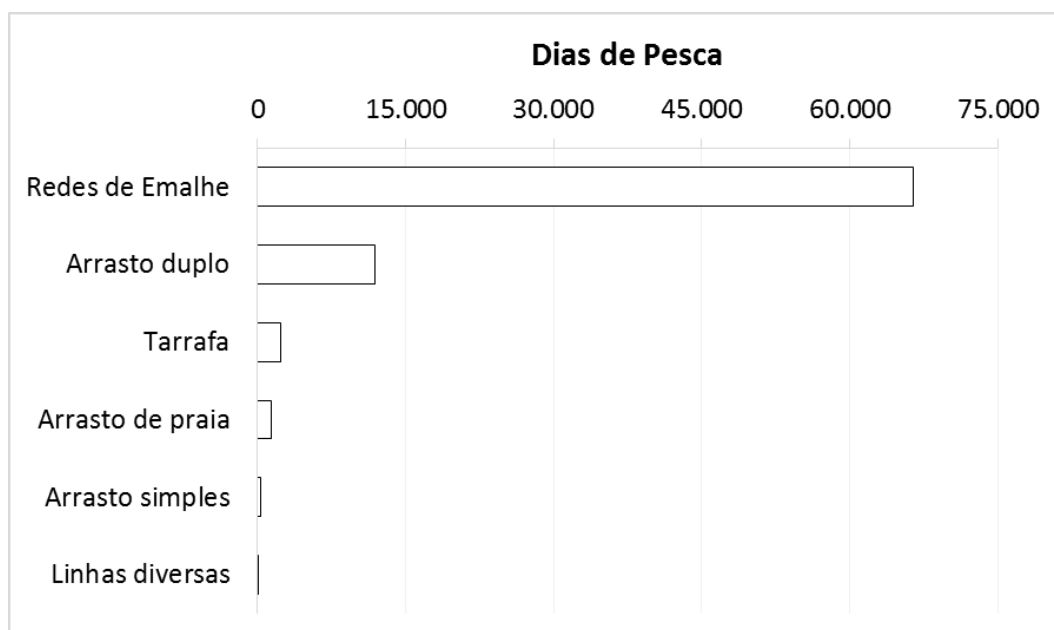 Dias de Pesca
0 15.000 30.000 45.000 60.000 75.000
Redes de Emalhe
Arrasto duplo
Tarrafa
Arrasto de praia
Arrasto simples
Linhas diversas